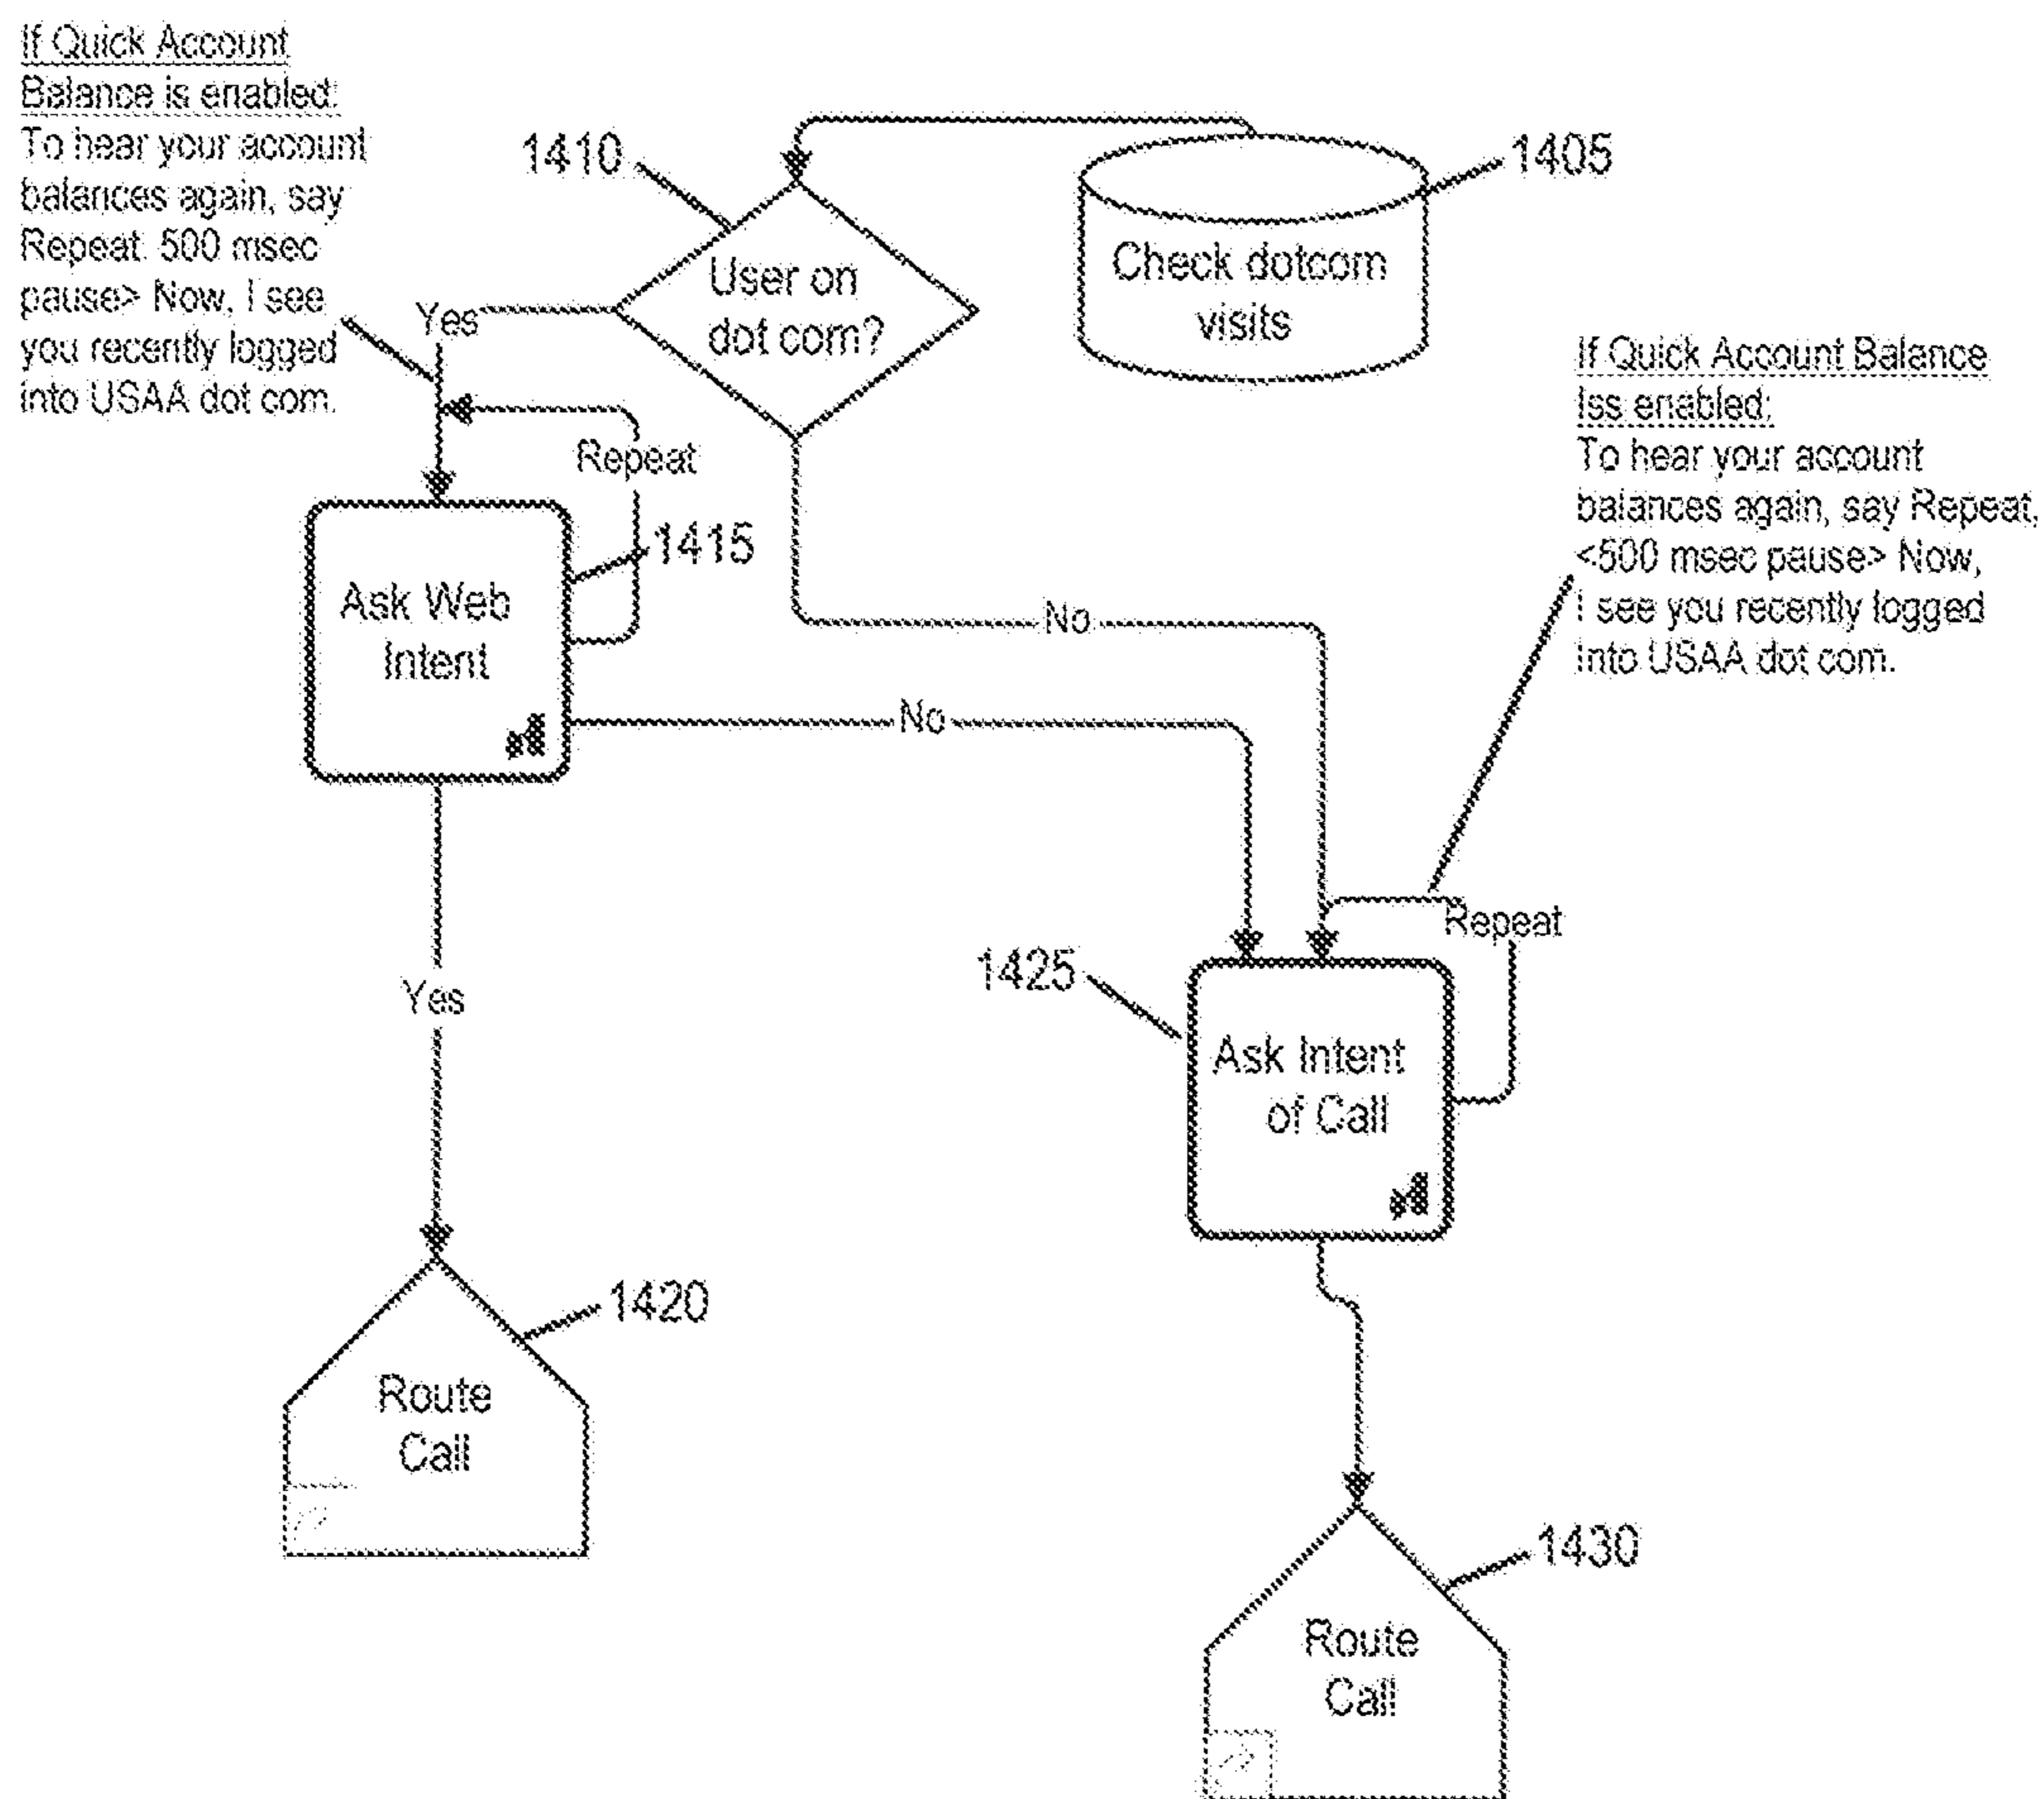 If Quick Account
Balance is enabled:
To hear your account
balances again, say
Repeat. 500 msec
pause> Now, I see
you recently logged
into USAA dot com.
1410
1405
User on
dot com?
Check dotcom
visits
Yes
If Quick Account Balance
Iss enabled:
To hear your account
balances again, say Repeat,
<500 msec pause> Now,
I see you recently logged
Into USAA dot com.
Repeat
1415
Ask Web
Intent
No
No
Yes
Repeat
1425
Ask Intent
of Call
1420
Route
Call
1430
Route
Call